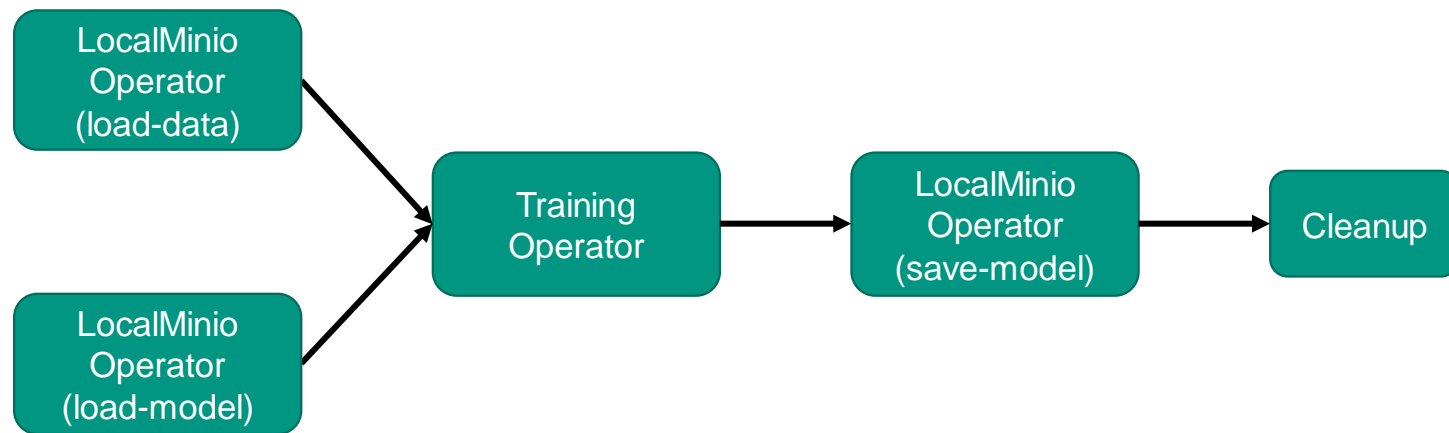 LocalMinio
Operator
(load-data)
LocalMinio
Operator
(load-model)
Training
Operator
LocalMinio
Operator
(save-model)
Cleanup